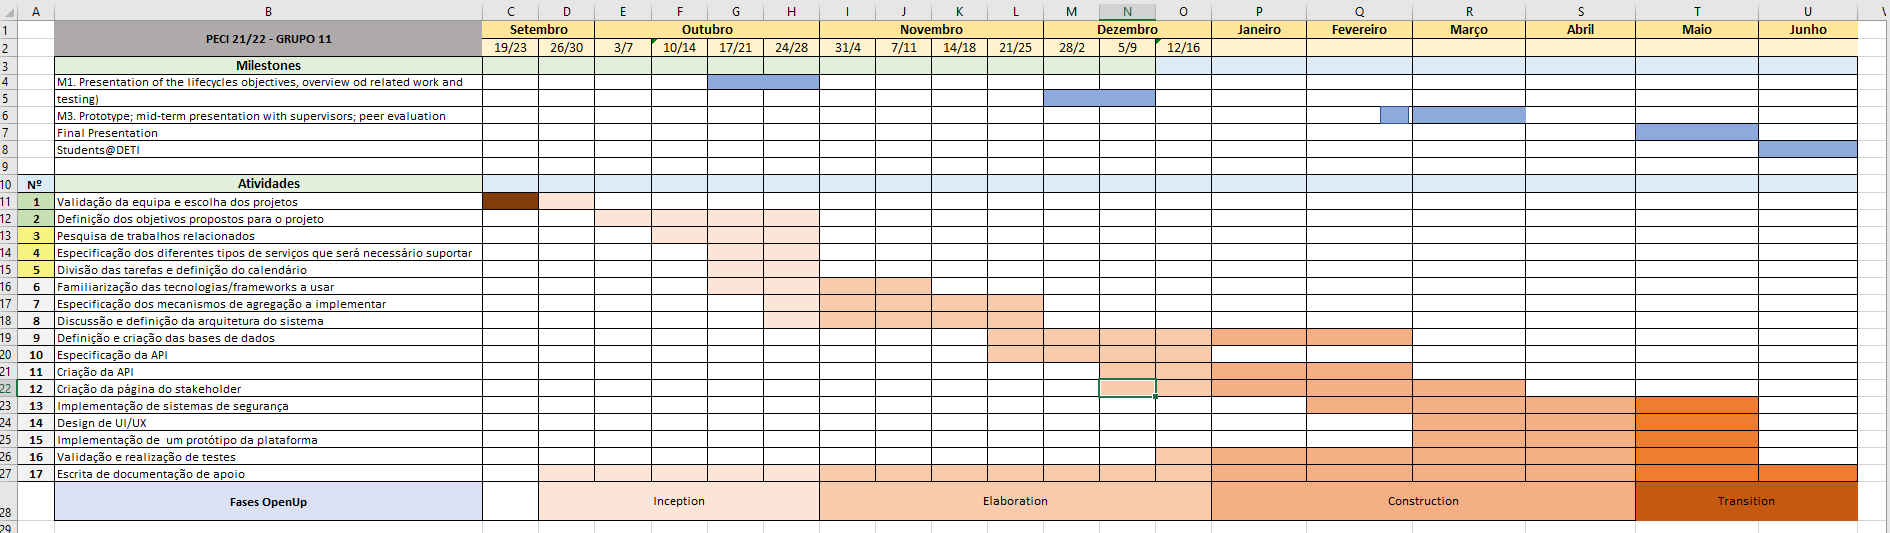 A B C D E F G H I J K L M N O P Q R S T U
1 PECI 21/22 - GRUPO 11 Setembro Outubro Novembro Dezembro Janeiro Fevereiro Março Abril Maio Junho
2 19/23 26/30 3/7 10/14 17/21 24/28 31/4 7/11 14/18 21/25 28/2 5/9 12/16
3 Milestones
4 M1. Presentation of the lifecycles objectives, overview od related work and
5 testing)
6 M3. Prototype; mid-term presentation with supervisors; peer evaluation
7 Final Presentation
8 Students@DETI
9
10 Nº Atividades
11 1 Validação da equipa e escolha dos projetos
12 2 Definição dos objetivos propostos para o projeto
13 3 Pesquisa de trabalhos relacionados
14 4 Especificação dos diferentes tipos de serviços que será necessário suportar
15 5 Divisão das tarefas e definição do calendário
16 6 Familiarização das tecnologias/frameworks a usar
17 7 Especificação dos mecanismos de agregação a implementar
18 8 Discussão e definição da arquitetura do sistema
19 9 Definição e criação das bases de dados
20 10 Especificação da API
21 11 Criação da API
22 12 Criação da página do stakeholder
23 13 Implementação de sistemas de segurança
24 14 Design de UI/UX
25 15 Implementação de um protótipo da plataforma
26 16 Validação e realização de testes
27 17 Escrita de documentação de apoio
28 Fases OpenUp Inception Elaboration Construction Transition
29